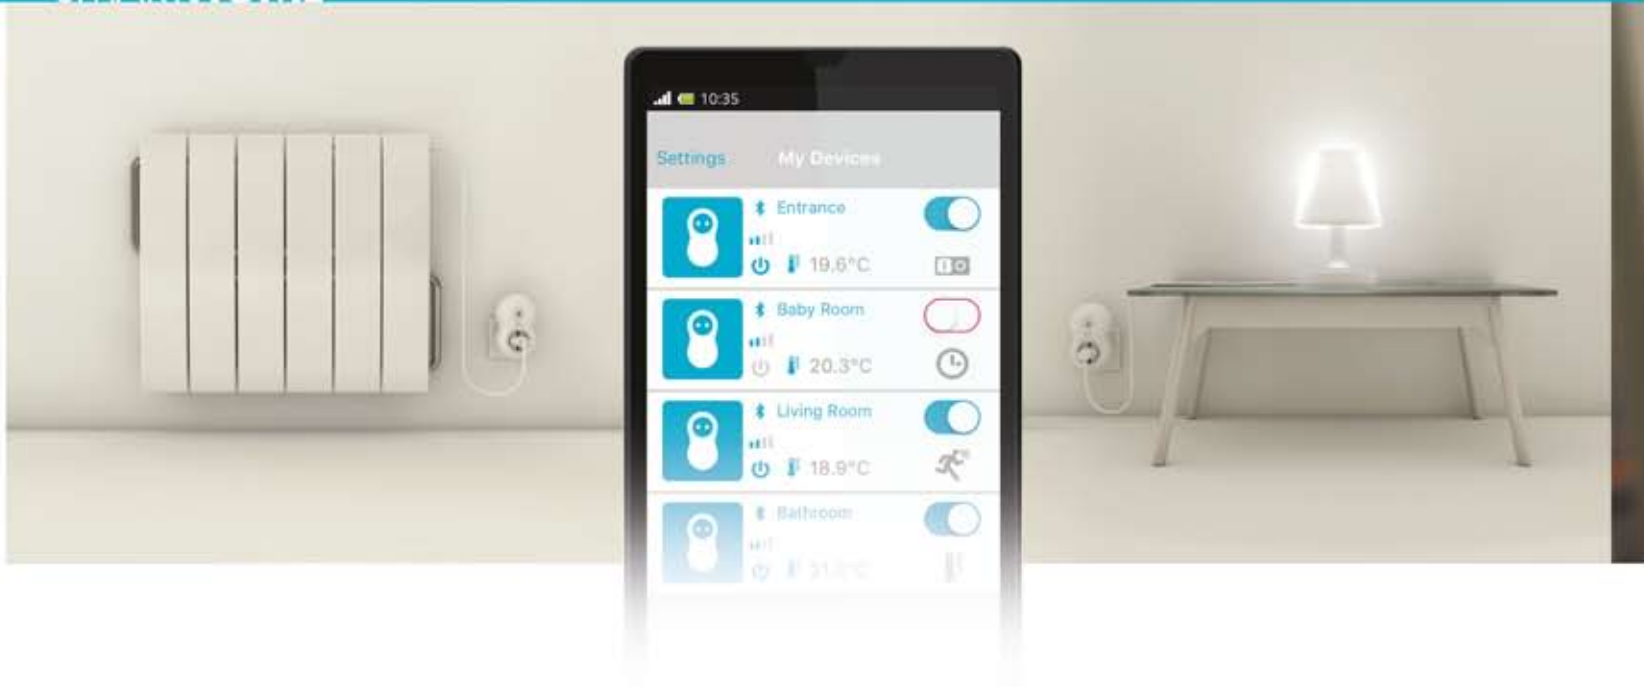 10:35
Settings My Devices
Entrance
19.6°C
Baby Room
20.3°C
Living Room
18.9°C
Bathroom